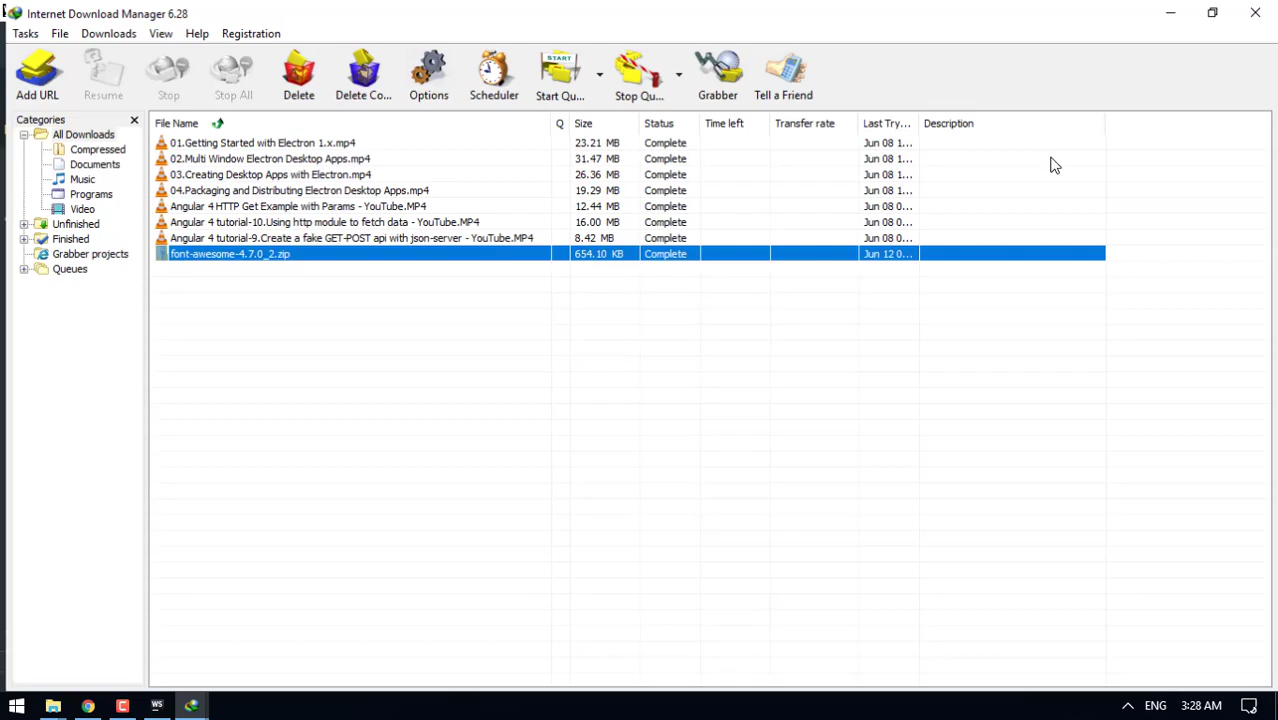 Internet Download Manager 6.28
Tasks File Downloads View Help Registration
Add URL Resume Stop Stop All Delete Delete Co... Options Scheduler START Start Qu... Stop Qu... Grabber Tell a Friend
Categories
All Downloads
Compressed
Documents
Music
Programs
Video
Unfinished
Finished
Grabber projects
Queues
File Name Q Size Status Time left Transfer rate Last Try... Description
01.Getting Started with Electron 1.x.mp4 23.21 MB Complete Jun 08 1...
02.Multi Window Electron Desktop Apps.mp4 31.47 MB Complete Jun 08 1...
03.Creating Desktop Apps with Electron.mp4 26.36 MB Complete Jun 08 1...
04.Packaging and Distributing Electron Desktop Apps.mp4 19.29 MB Complete Jun 08 1...
Angular 4 HTTP Get Example with Params - YouTube.MP4 12.44 MB Complete Jun 08 0...
Angular 4 tutorial-10.Using http module to fetch data - YouTube.MP4 16.00 MB Complete Jun 08 0...
Angular 4 tutorial-9.Create a fake GET-POST api with json-server - YouTube.MP4 8.42 MB Complete Jun 08 0...
font-awesome-4.7.0_2.zip 654.10 KB Complete Jun 12 0...
WS ENG 3:28 AM